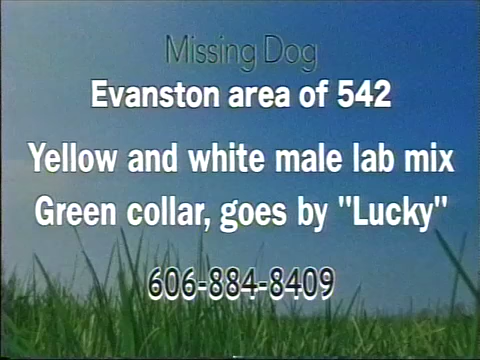 Missing Dog
Evanston area of 542
Yellow and white male lab mix
Green collar, goes by "Lucky"
606-884-8409